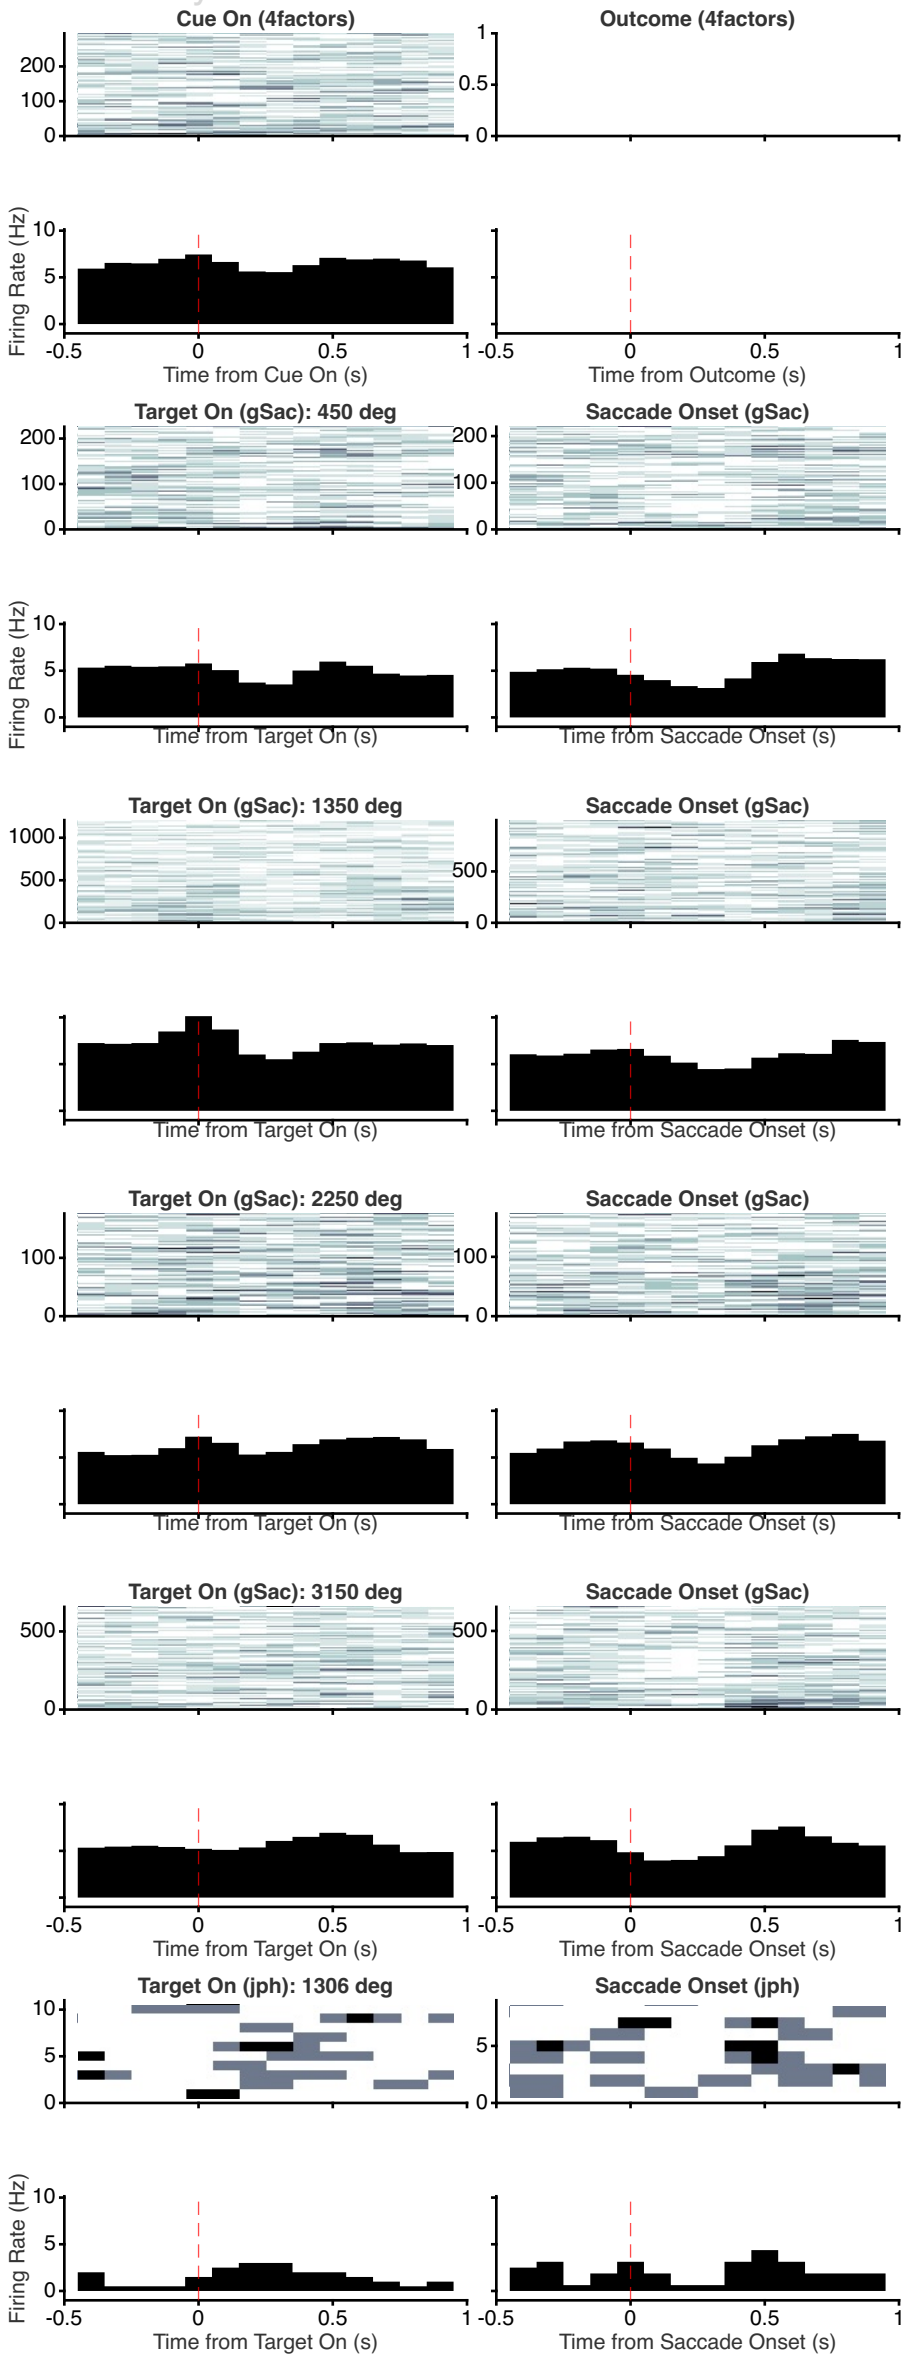 Cue On (4factors)
Outcome (4factors)
200
100
0
1
0.5
0
Firing Rate (Hz)
10
5
0
-0.5 0 0.5 1
-0.5 0 0.5 1
Time from Cue On (s)
Time from Outcome (s)
Target On (gSac): 450 deg
Saccade Onset (gSac)
200
100
0
200
100
0
Firing Rate (Hz)
10
5
0
Time from Target On (s)
Time from Saccade Onset (s)
Target On (gSac): 1350 deg
Saccade Onset (gSac)
1000
500
0
500
0
Time from Target On (s)
Time from Saccade Onset (s)
Target On (gSac): 2250 deg
Saccade Onset (gSac)
100
0
100
0
Time from Target On (s)
Time from Saccade Onset (s)
Target On (gSac): 3150 deg
Saccade Onset (gSac)
500
0
500
0
-0.5 0 0.5 1
-0.5 0 0.5 1
Time from Target On (s)
Time from Saccade Onset (s)
Target On (jph): 1306 deg
Saccade Onset (jph)
10
5
0
5
0
Firing Rate (Hz)
10
5
0
-0.5 0 0.5 1
-0.5 0 0.5 1
Time from Target On (s)
Time from Saccade Onset (s)